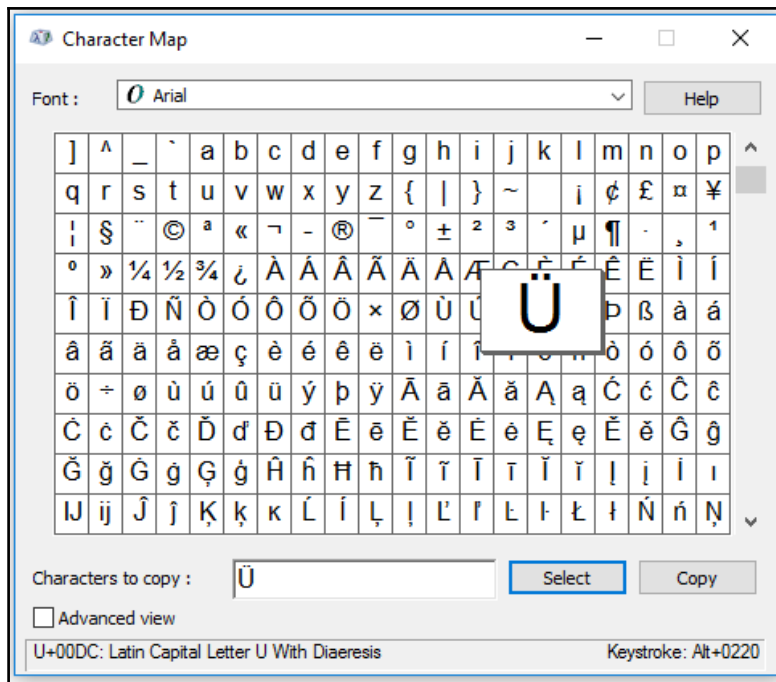 Character Map
Font : O Arial Help
] ^ _ ` a b c d e f g h i j k l m n o p
q r s t u v w x y z { | } ~ ¡ ¢ £ ¤ ¥
¦ § ¨ © ª « ¬ - ® ¯ ° ± ² ³ ´ µ ¶ · ¸ ¹
º » ¼ ½ ¾ ¿ À Á Â Ã Ä Å Æ Ê Ë Ì Í
Î Ï Ð Ñ Ò Ó Ô Õ Ö × Ø Ù Ü Þ ß à á
â ã ä å æ ç è é ê ë ì í î ò ó ô õ
ö ÷ ø ù ú û ü ý þ ÿ Ā ā Ă ă Ą ą Ć ć Ĉ ĉ
Ċ ċ Č č Ď ď Đ đ Ē ē Ĕ ĕ Ė ė Ę ę Ě ě Ĝ ĝ
Ğ ğ Ġ ġ Ģ ģ Ĥ ĥ Ħ ħ Ĩ ĩ Ī ī Ĭ ĭ Į į İ ı
Ĳ ĳ Ĵ ĵ Ķ ķ ĸ Ĺ ĺ Ļ ļ Ľ ľ Ŀ ŀ Ł ł Ń ń Ņ
Characters to copy : Ü Select Copy
Advanced view
U+00DC: Latin Capital Letter U With Diaeresis Keystroke: Alt+0220